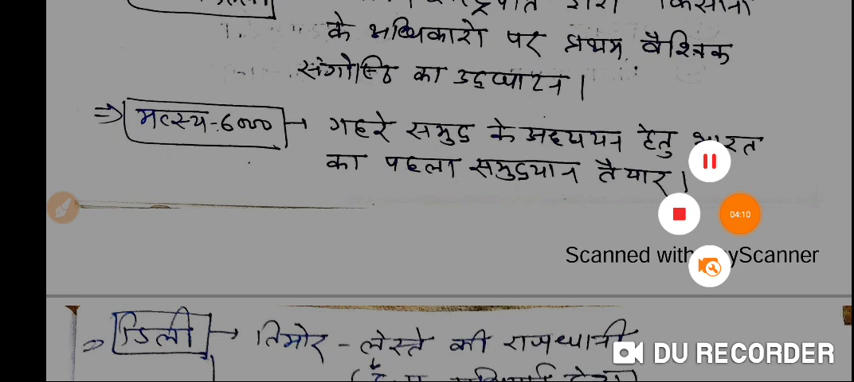 के अधिकारो पर प्रथम वैश्विक
संगोष्ठि का उद्घाटन।
⇒ मत्स्य-6000 → गहरे समुद्र के अध्ययन हेतु भारत
का पहला समुद्रयान तैयार।
04:10
Scanned with yScanner
⇒ डिली → तिमोर - लेस्ते की राजधानी
DU RECORDER